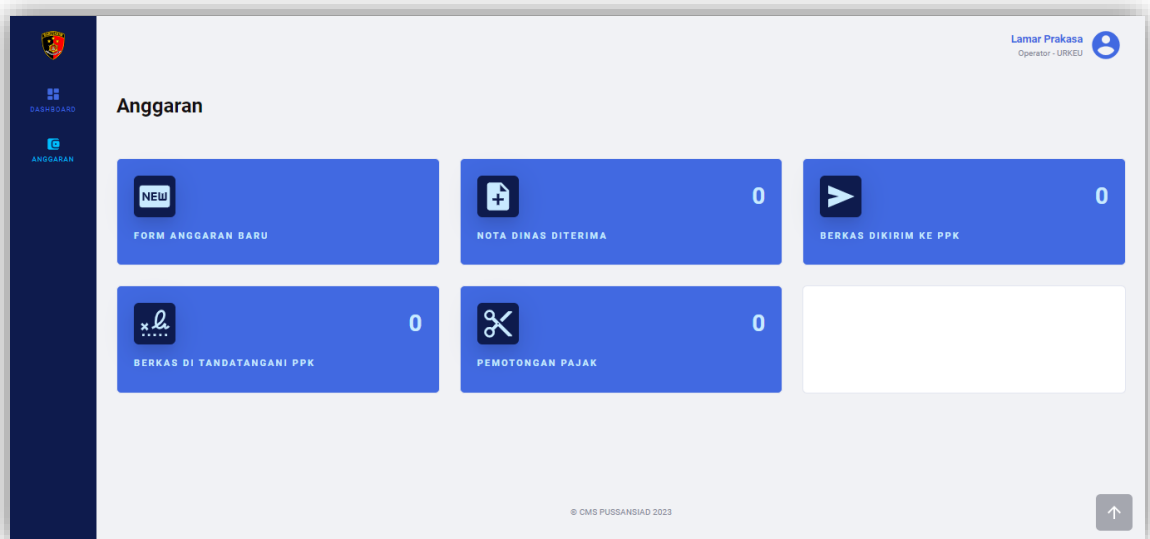 Lamar Prakasa
Operator - URKEU
DASHBOARD
ANGGARAN
Anggaran
NEW
FORM ANGGARAN BARU
0
NOTA DINAS DITERIMA
0
BERKAS DIKIRIM KE PPK
0
BERKAS DI TANDATANGANI PPK
0
PEMOTONGAN PAJAK
© CMS PUSSANSIAD 2023